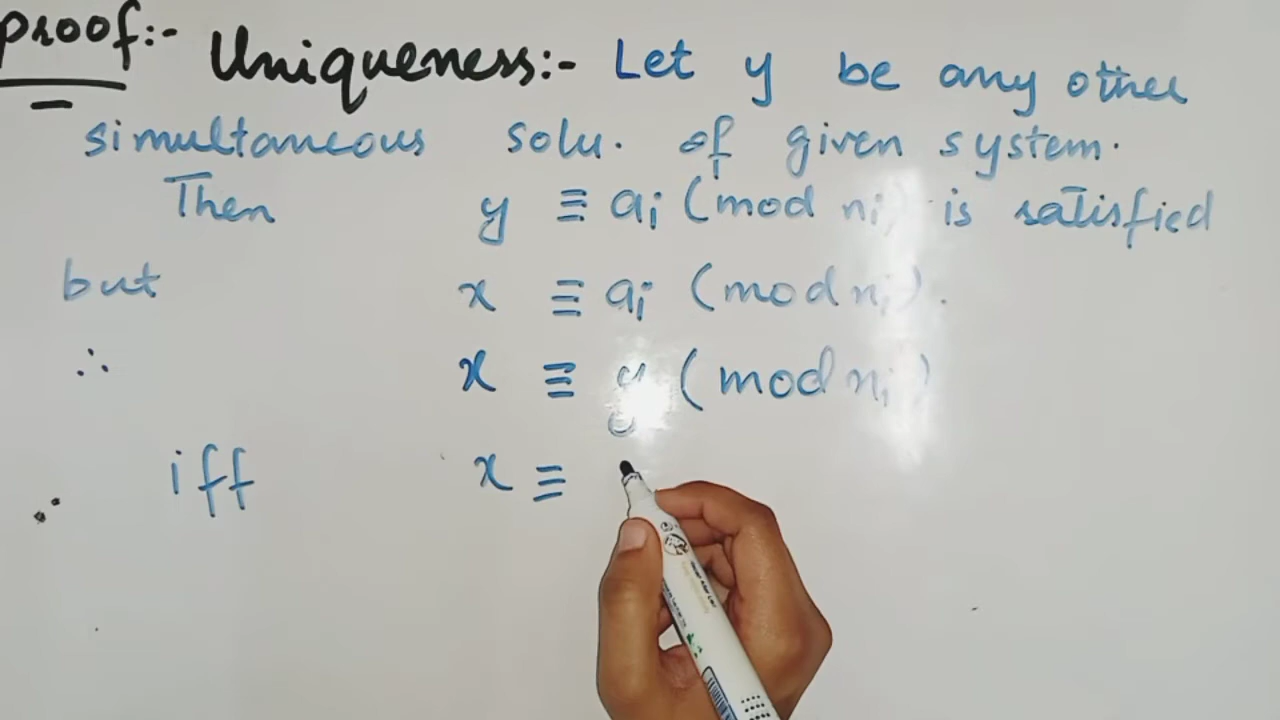 proof:- Uniqueness:- Let y be any other
simultaneous solu. of given system.
Then y ≡ ai (mod ni) is satisfied
but x ≡ ai (mod ni).
∴ x ≡ y (mod ni)
iff x ≡